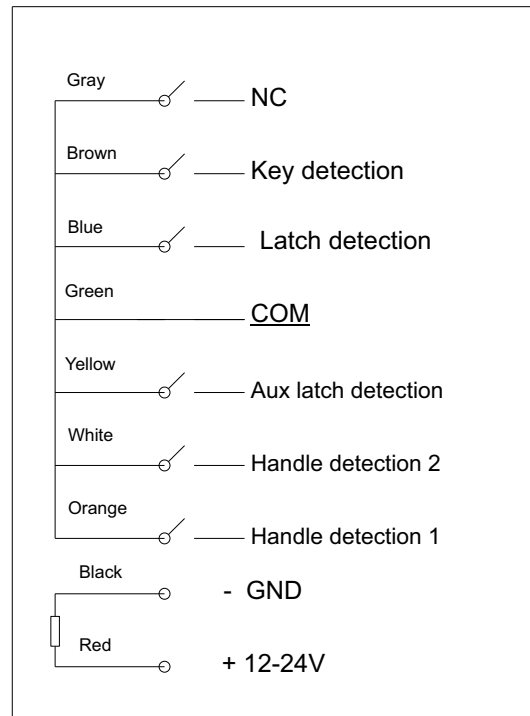 Gray
NC
Brown
Key detection
Blue
Latch detection
Green
COM
Yellow
Aux latch detection
White
Handle detection 2
Orange
Handle detection 1
Black
- GND
Red
+ 12-24V